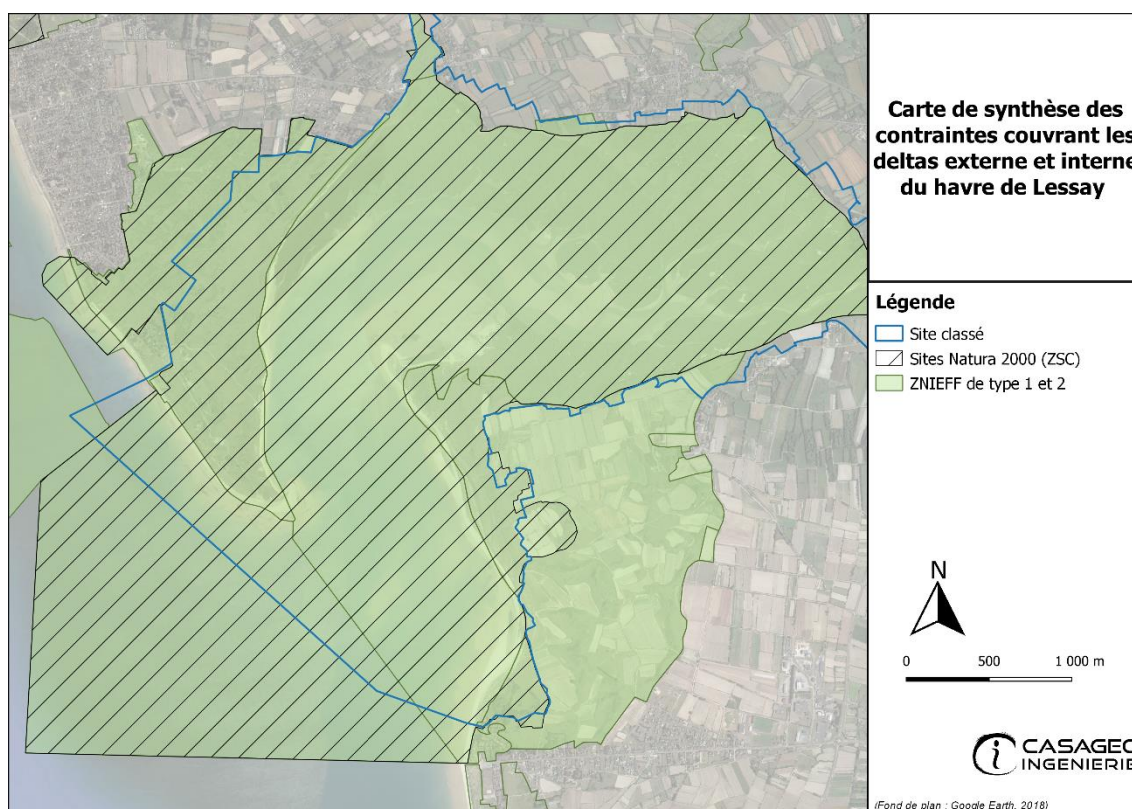 Carte de synthèse des
contraintes couvrant les
deltas externe et interne
du havre de Lessay
Légende
Site classé
Sites Natura 2000 (ZSC)
ZNIEFF de type 1 et 2
N
0 500 1 000 m
i CASAGEC
INGENIERIE
(Fond de plan : Google Earth, 2018)